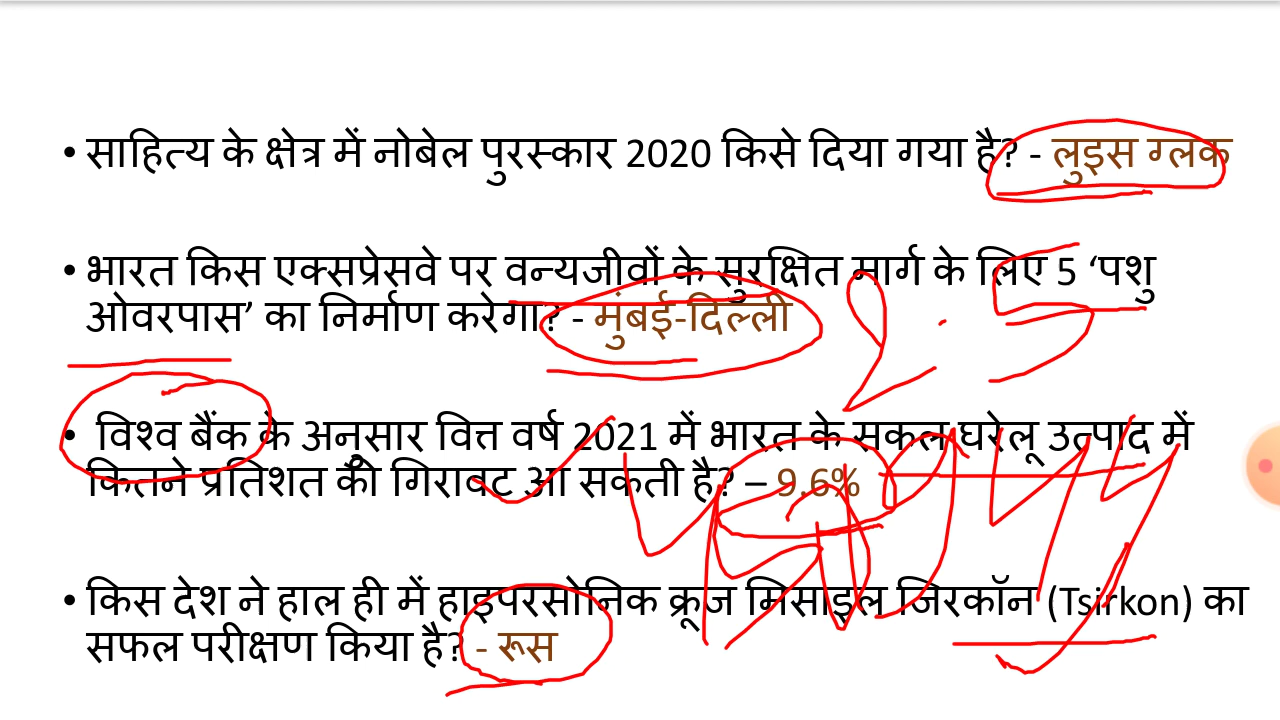 • साहित्य के क्षेत्र में नोबेल पुरस्कार 2020 किसे दिया गया है? - लुइस ग्लक
• भारत किस एक्सप्रेसवे पर वन्यजीवों के सुरक्षित मार्ग के लिए 5 ‘पशु
ओवरपास’ का निर्माण करेगा? - मुंबई-दिल्ली
• विश्व बैंक के अनुसार वित्त वर्ष 2021 में भारत के सकल घरेलू उत्पाद में
कितने प्रतिशत की गिरावट आ सकती है? – 9.6%
• किस देश ने हाल ही में हाइपरसोनिक क्रूज मिसाइल जिरकॉन (Tsirkon) का
सफल परीक्षण किया है? - रूस